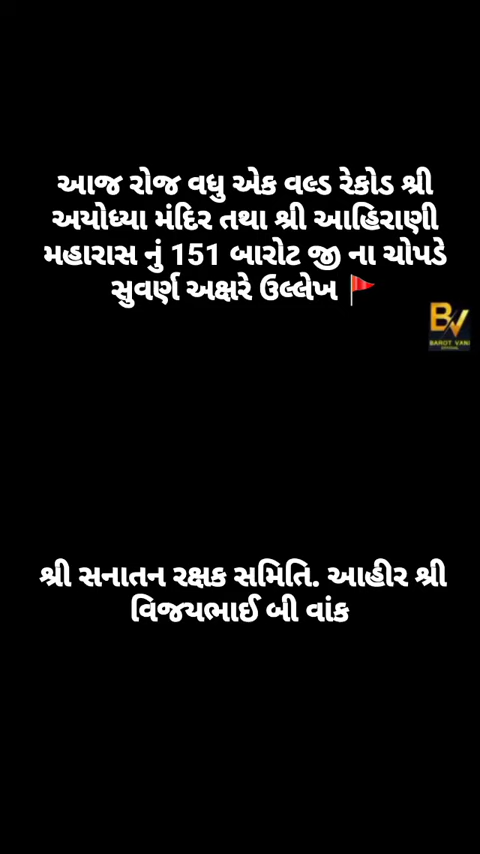 આજ રોજ વધુ એક વલ્ડ રેકોડ શ્રી
અયોધ્યા મંદિર તથા શ્રી આહિરાણી
મહારાસ નું 151 બારોટ જી ના ચોપડે
સુવર્ણ અક્ષરે ઉલ્લેખ 🚩
BV
BAROT VANI
OFFICIAL
શ્રી સનાતન રક્ષક સમિતિ. આહીર શ્રી
વિજયભાઈ બી વાંક